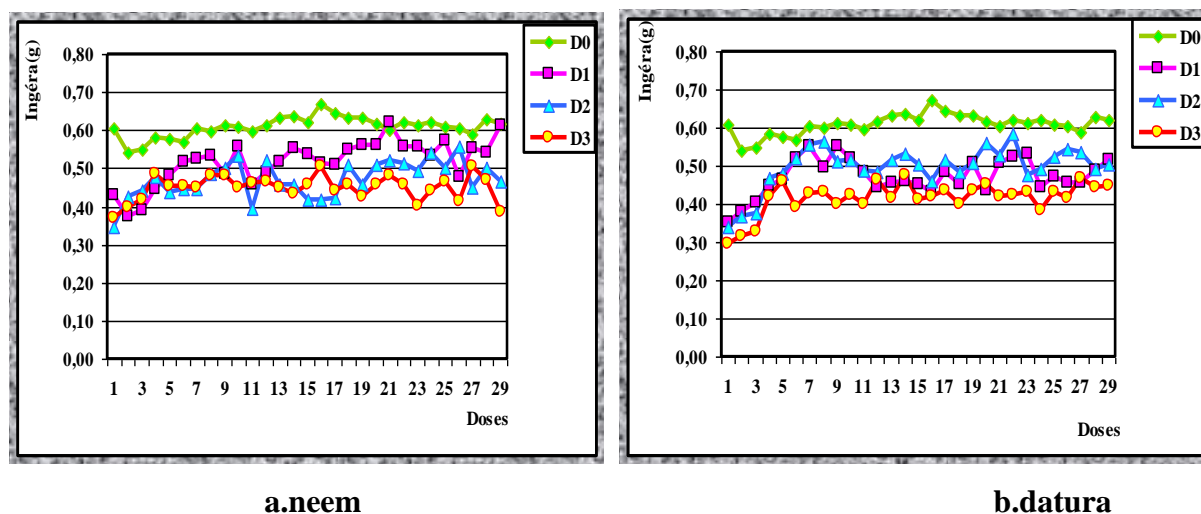 Ingéra(g)
0,80
0,70
0,60
0,50
0,40
0,30
0,20
0,10
0,00
1 3 5 7 9 11 13 15 17 19 21 23 25 27 29
Doses
D0
D1
D2
D3
a.neem
Ingéra(g)
0,80
0,70
0,60
0,50
0,40
0,30
0,20
0,10
0,00
1 3 5 7 9 11 13 15 17 19 21 23 25 27 29
Doses
D0
D1
D2
D3
b.datura